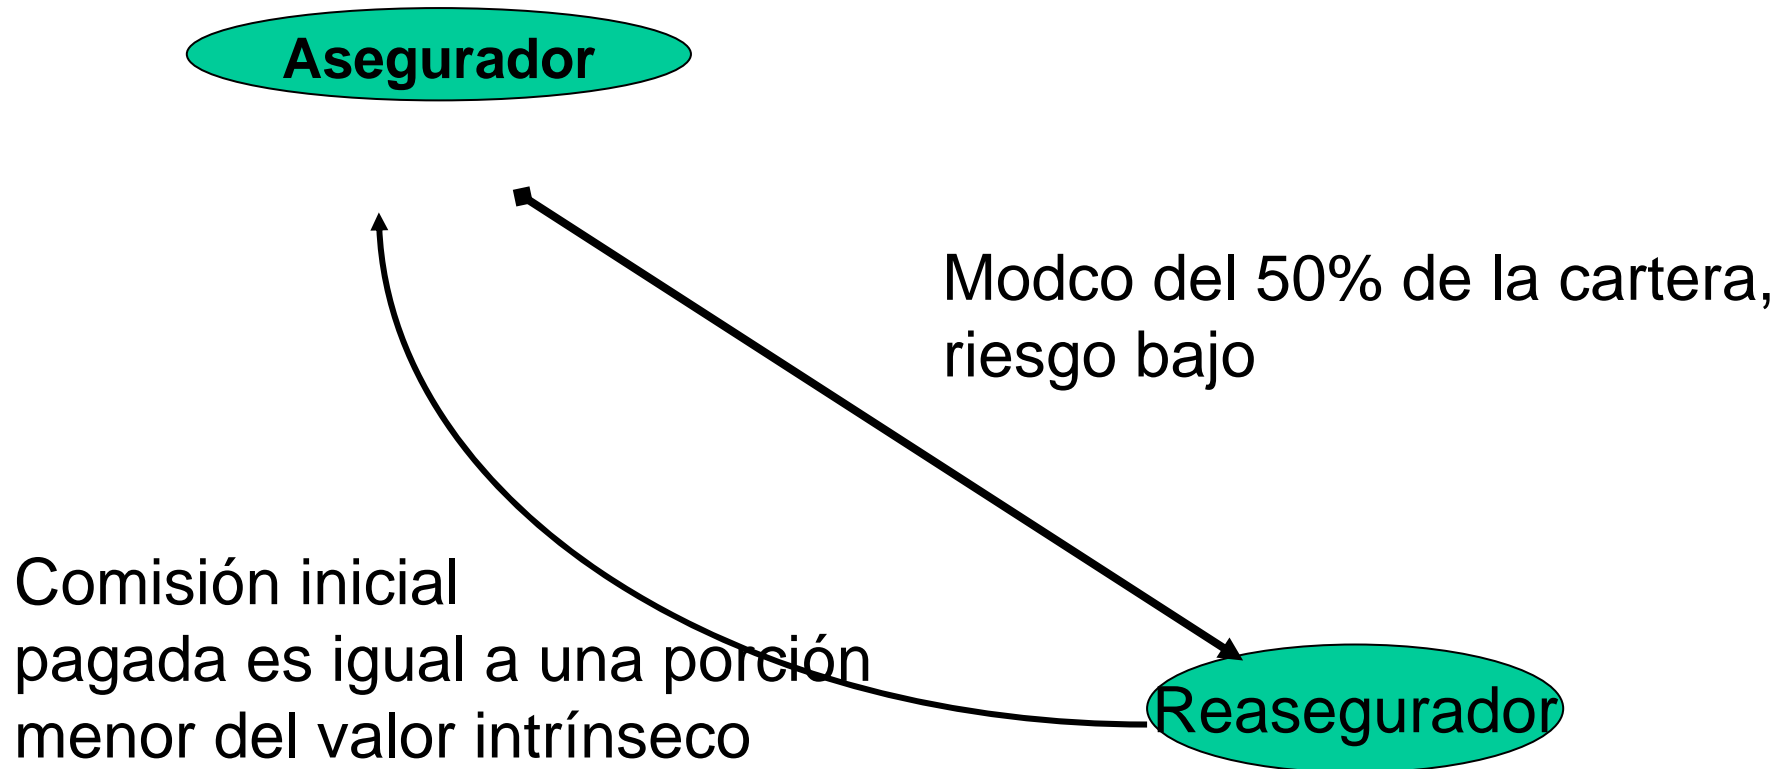 Asegurador
Modco del 50% de la cartera,
riesgo bajo
Comisión inicial
pagada es igual a una porción
menor del valor intrínseco
Reasegurador